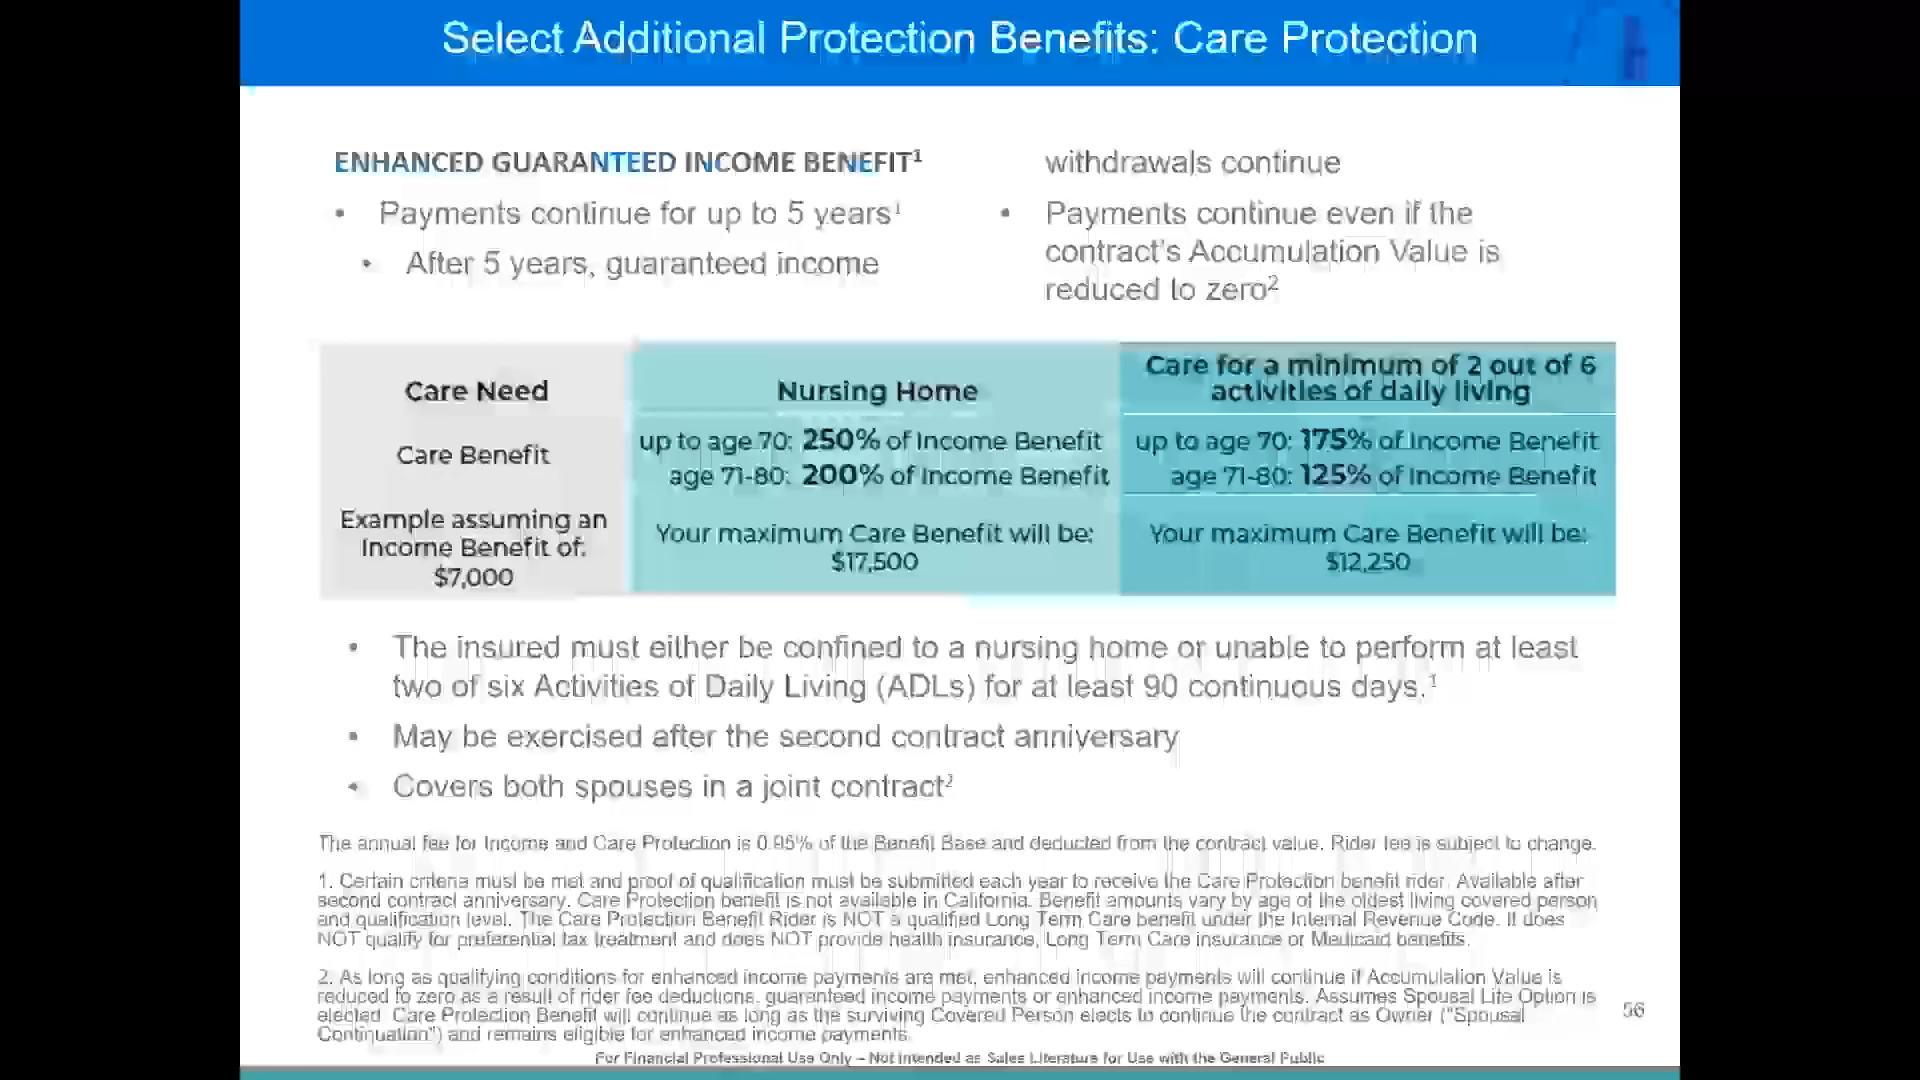 Select Additional Protection Benefits: Care Protection
ENHANCED GUARANTEED INCOME BENEFIT¹
• Payments continue for up to 5 years¹
• After 5 years, guaranteed income
withdrawals continue
• Payments continue even if the
contract's Accumulation Value is
reduced to zero²
Care Need
Nursing Home
Care for a minimum of 2 out of 6
activities of daily living
Care Benefit
up to age 70: 250% of Income Benefit
age 71-80: 200% of Income Benefit
up to age 70: 175% of Income Benefit
age 71-80: 125% of Income Benefit
Example assuming an
Income Benefit of:
$7,000
Your maximum Care Benefit will be:
$17,500
Your maximum Care Benefit will be:
$12,250
• The insured must either be confined to a nursing home or unable to perform at least
two of six Activities of Daily Living (ADLs) for at least 90 continuous days.¹
• May be exercised after the second contract anniversary
• Covers both spouses in a joint contract²
The annual fee for Income and Care Protection is 0.95% of the Benefit Base and deducted from the contract value. Rider fee is subject to change.
1. Certain criteria must be met and proof of qualification must be submitted each year to receive the Care Protection benefit rider. Available after
second contract anniversary. Care Protection benefit is not available in California. Benefit amounts vary by age of the oldest living covered person
and qualification level. The Care Protection Benefit Rider is NOT a qualified Long Term Care benefit under the Internal Revenue Code. It does
NOT qualify for preferential tax treatment and does NOT provide health insurance, Long Term Care insurance or Medicaid benefits.
2. As long as qualifying conditions for enhanced income payments are met, enhanced income payments will continue if Accumulation Value is
reduced to zero as a result of rider fee deductions, guaranteed income payments or enhanced income payments. Assumes Spousal Life Option is
elected. Care Protection Benefit will continue as long as the surviving Covered Person elects to continue the contract as Owner ("Spousal
Continuation") and remains eligible for enhanced income payments.
56
For Financial Professional Use Only – Not Intended as Sales Literature for Use with the General Public